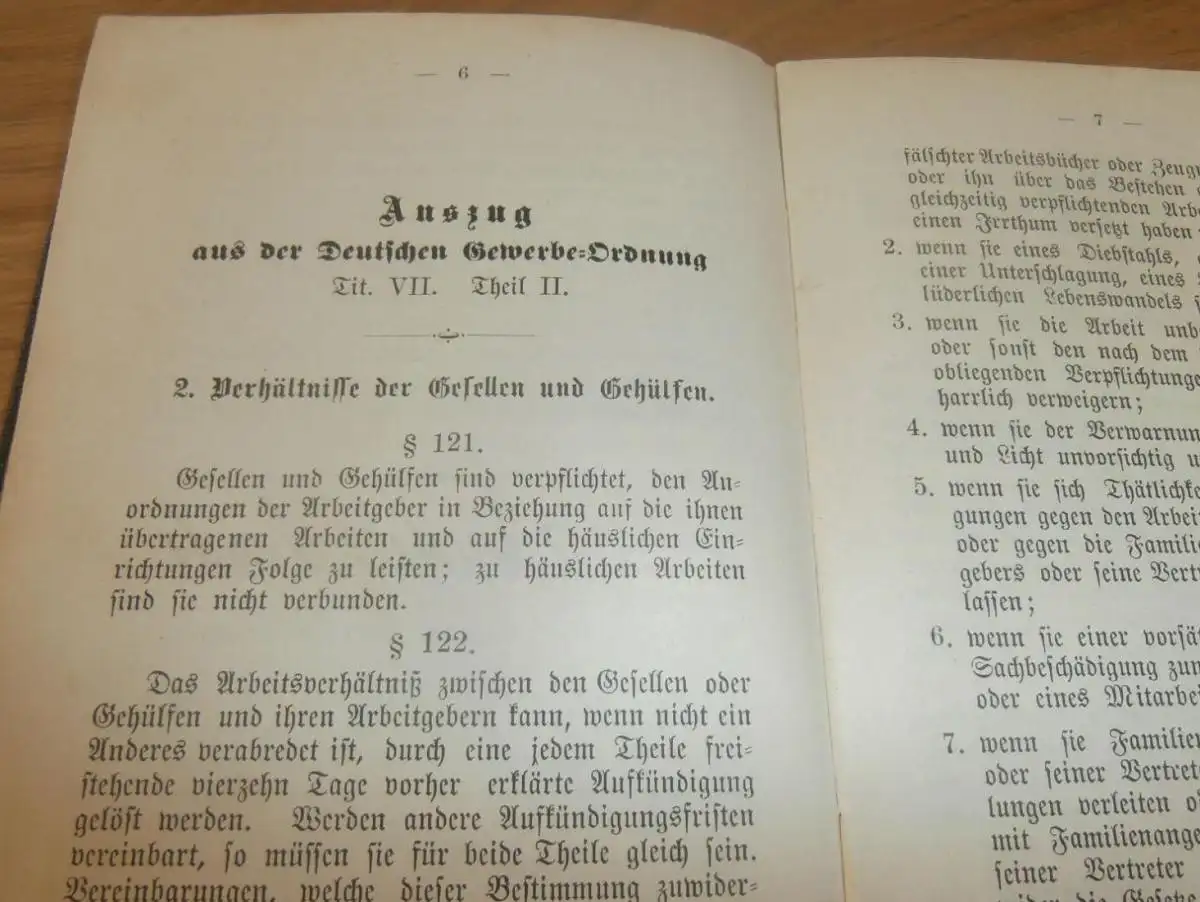 — 6 —
Auszug
aus der Deutschen Gewerbe-Ordnung
Tit. VII. Theil II.
2. Verhältnisse der Gesellen und Gehülfen.
§ 121.
Gesellen und Gehülfen sind verpflichtet, den An-
ordnungen der Arbeitgeber in Beziehung auf die ihnen
übertragenen Arbeiten und auf die häuslichen Ein-
richtungen Folge zu leisten; zu häuslichen Arbeiten
sind sie nicht verbunden.
§ 122.
Das Arbeitsverhältniß zwischen den Gesellen oder
Gehülfen und ihren Arbeitgebern kann, wenn nicht ein
Anderes verabredet ist, durch eine jedem Theile frei-
stehende vierzehn Tage vorher erklärte Aufkündigung
gelöst werden. Werden andere Aufkündigungsfristen
vereinbart, so müssen sie für beide Theile gleich sein.
Vereinbarungen, welche dieser Bestimmung zuwider-
— 7 —
fälschter Arbeitsbücher oder
oder ihn über das Bestehen
gleichzeitig verpflichtenden
einen Irrthum versetzt haben
2. wenn sie eines Diebstahls,
einer Unterschlagung, eines
lüderlichen Lebenswandels
3. wenn sie die Arbeit
oder sonst den nach dem
obliegenden
harrlich verweigern;
4. wenn sie der
und Licht unvorsichtig
5. wenn sie sich
gungen gegen den
oder gegen die
gebers oder seine
lassen;
6. wenn sie einer
Sachbeschädigung
oder eines
7. wenn sie
oder seiner
lungen verleiten
mit
seiner Vertreter